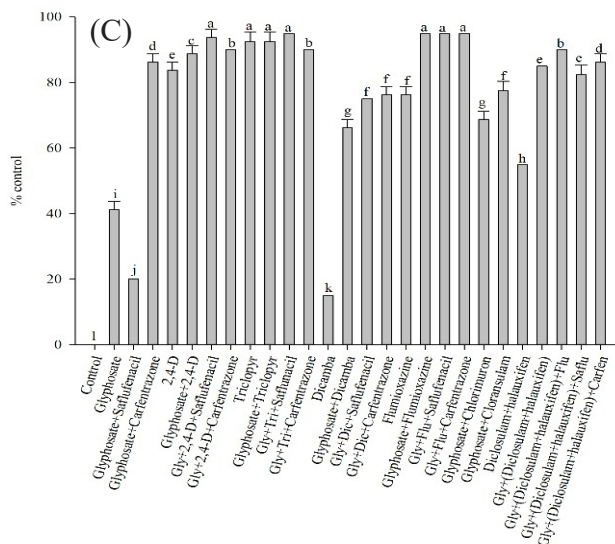 (C)
% control
100
80
60
40
20
0
l
i
j
d
e
c
a
b
a
a
a
b
k
g
f
f
f
a
a
a
g
f
h
e
b
c
d
Control
Glyphosate
Glyphosate+Saflufenacil
Glyphosate+Carfentrazone
2,4-D
Glyphosate+2,4-D
Gly+2,4-D+Saflufenacil
Gly+2,4-D+Carfentrazone
Triclopyr
Glyphosate+Triclopyr
Gly+Tri+Saflunacil
Gly+Tri+Carfentrazone
Dicamba
Glyphosate+Dicamba
Gly+Dic+Saflufenacil
Gly+Dic+Carfentrazone
Flumioxazine
Glyphosate+Flumioxazine
Gly+Flu+Saflufenacil
Gly+Flu+Carfentrazone
Glyphosate+Chorimuron
Glyphosate+Cloransulam
Diclosulam+halauxifen
Gly+(Diclosulam+halauxifen)
Gly+(Diclosulam+halauxifen)+Flu
Gly+(Diclosulam+halauxifen)+Saflu
Gly+(Diclosulam+halauxifen)+Carfen